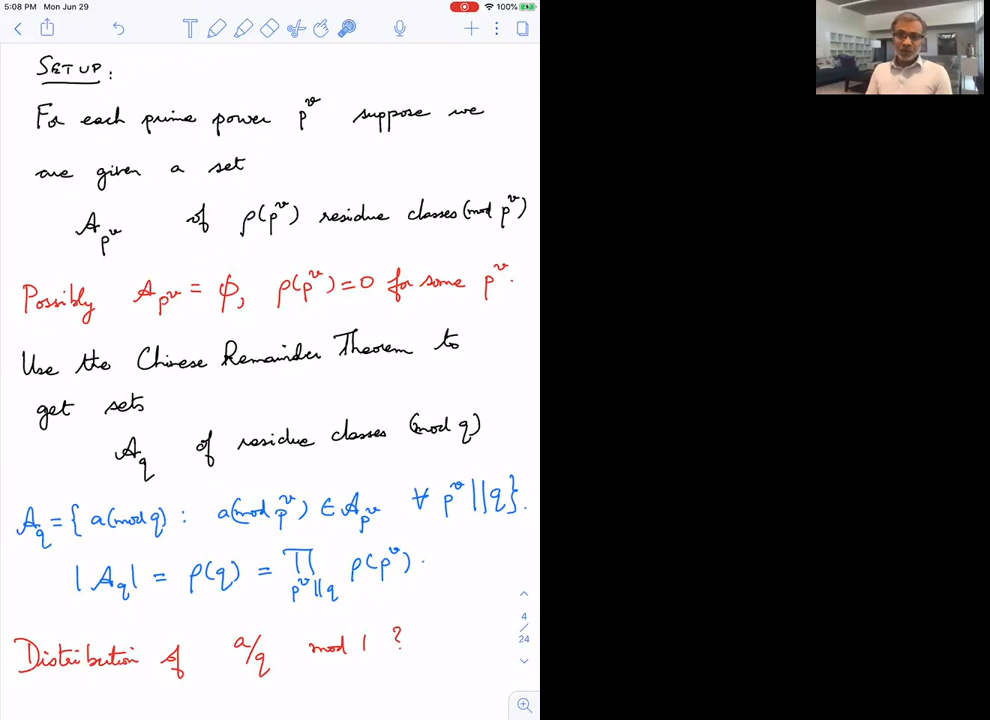 5:08 PM Mon Jun 29
100%
SETUP:
For each prime power p^v suppose we
are given a set
A_{p^v} of ρ(p^v) residue classes (mod p^v)
Possibly A_{p^v} = ϕ, ρ(p^v) = 0 for some p^v.
Use the Chinese Remainder Theorem to
get sets
A_q of residue classes (mod q)
A_q = { a (mod q) : a (mod p^v) ∈ A_{p^v} ∀ p^v || q }.
|A_q| = ρ(q) = ∏_{p^v||q} ρ(p^v).
Distribution of a/q mod 1 ?
4
/
24